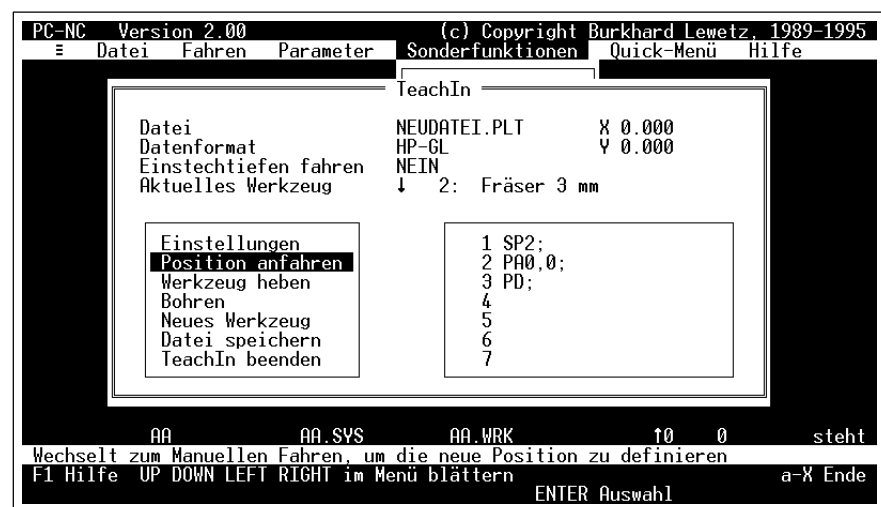 PC-NC Version 2.00 (c) Copyright Burkhard Lewetz, 1989-1995
≡ Datei Fahren Parameter Sonderfunktionen Quick-Menü Hilfe
TeachIn
Datei NEUDATEI.PLT X 0.000
Datenformat HP-GL Y 0.000
Einstechtiefen fahren NEIN
Aktuelles Werkzeug ↓ 2: Fräser 3 mm
Einstellungen
Position anfahren
Werkzeug heben
Bohren
Neues Werkzeug
Datei speichern
TeachIn beenden
1 SP2;
2 PA0,0;
3 PD;
4
5
6
7
AA AA.SYS AA.WRK ↑0 0 steht
Wechselt zum Manuellen Fahren, um die neue Position zu definieren
F1 Hilfe UP DOWN LEFT RIGHT im Menü blättern a-X Ende
ENTER Auswahl